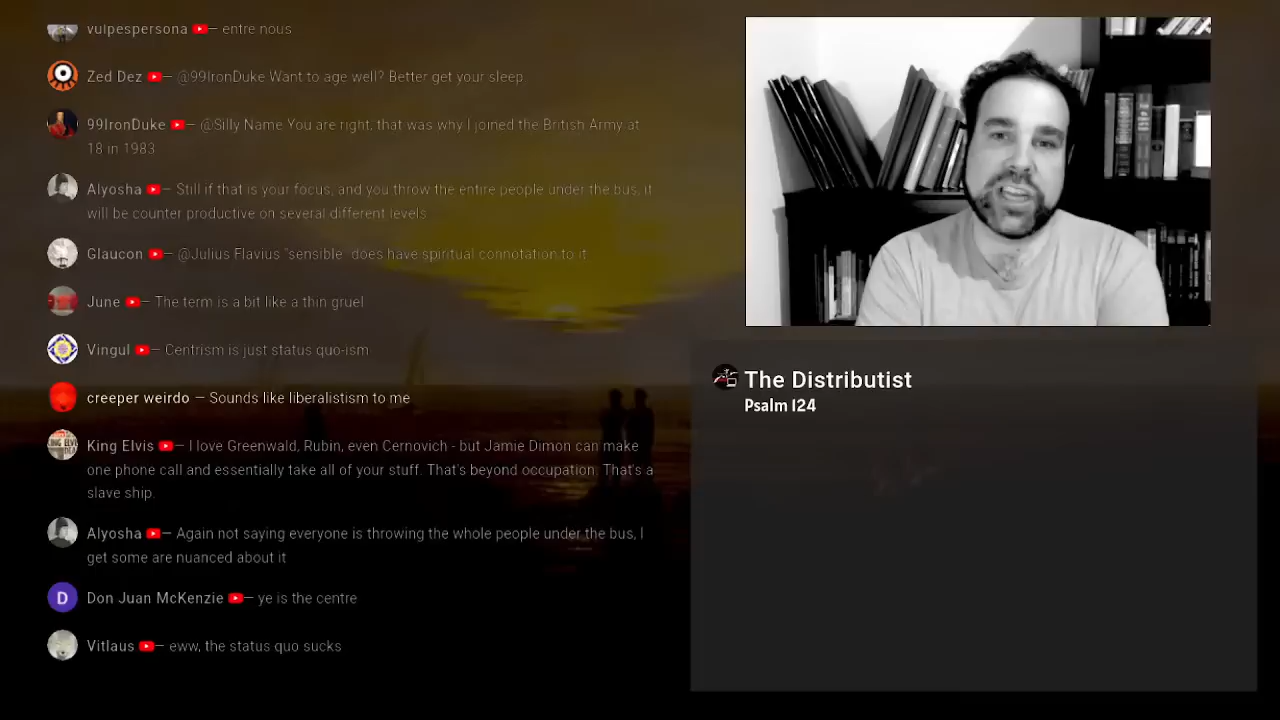 vulpespersona — entre nous
Zed Dez — @99IronDuke Want to age well? Better get your sleep
99IronDuke — @Silly Name You are right, that was why I joined the British Army at
18 in 1983
Alyosha — Still if that is your focus, and you throw the entire people under the bus, it
will be counter productive on several different levels
Glaucon — @Julius Flavius "sensible" does have spiritual connotation to it
June — The term is a bit like a thin gruel
Vingul — Centrism is just status quo-ism
creeper weirdo — Sounds like liberalistism to me
King Elvis — I love Greenwald, Rubin, even Cernovich - but Jamie Dimon can make
one phone call and essentially take all of your stuff. That's beyond occupation. That's a
slave ship.
Alyosha — Again not saying everyone is throwing the whole people under the bus, I
get some are nuanced about it
D
Don Juan McKenzie — ye is the centre
Vitlaus — eww, the status quo sucks
The Distributist
Psalm 124